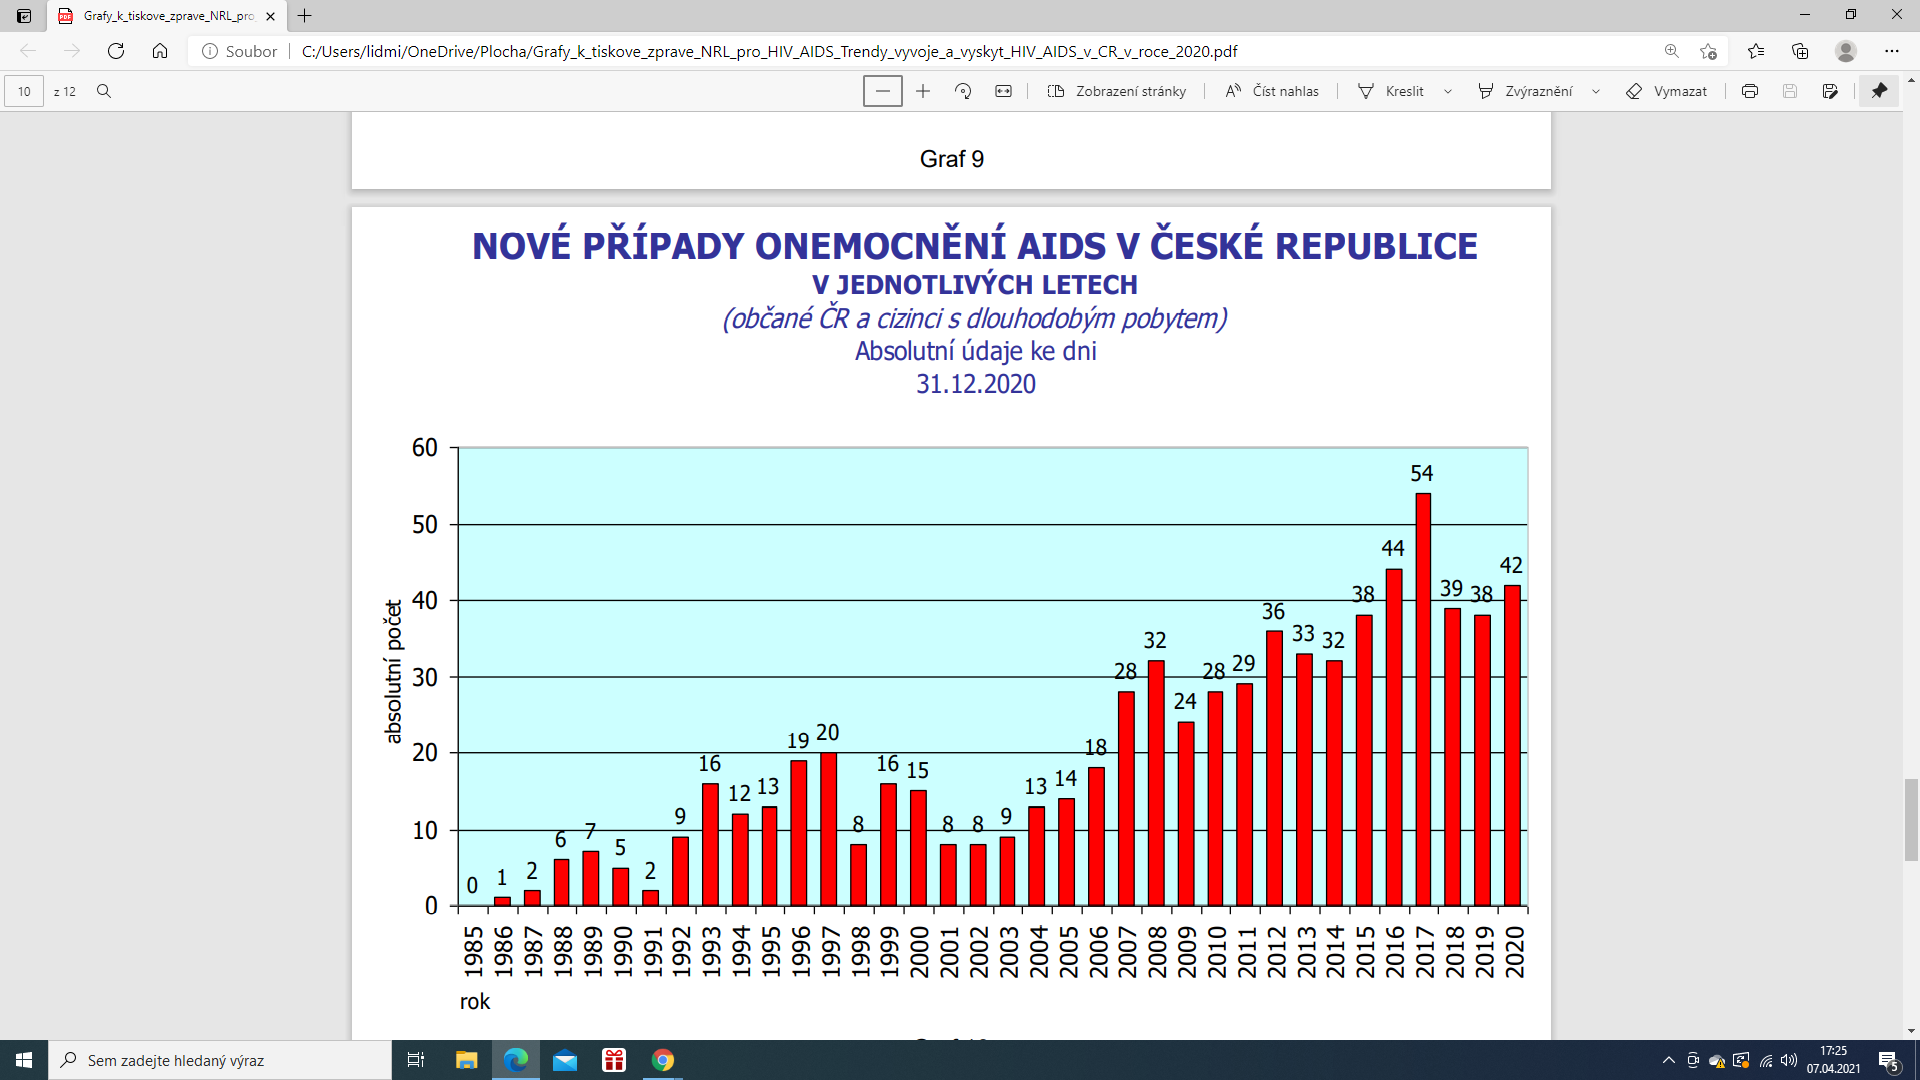 Grafy_k_tiskove_zprave_NRL_pro_
Soubor
C:/Users/lidmi/OneDrive/Plocha/Grafy_k_tiskove_zprave_NRL_pro_HIV_AIDS_Trendy_vyvoje_a_vyskyt_HIV_AIDS_v_CR_v_roce_2020.pdf
10 z 12
Zobrazení stránky
Číst nahlas
Kreslit
Zvýraznění
Vymazat
Graf 9
NOVÉ PŘÍPADY ONEMOCNĚNÍ AIDS V ČESKÉ REPUBLICE
V JEDNOTLIVÝCH LETECH
(občané ČR a cizinci s dlouhodobým pobytem)
Absolutní údaje ke dni
31.12.2020
absolutní počet
60
50
40
30
20
10
0
0 1 2 6 7 5 2 9 16 12 13 19 20 8 16 15 8 8 9 13 14 18 28 32 24 28 29 36 33 32 38 44 54 39 38 42
1985 1986 1987 1988 1989 1990 1991 1992 1993 1994 1995 1996 1997 1998 1999 2000 2001 2002 2003 2004 2005 2006 2007 2008 2009 2010 2011 2012 2013 2014 2015 2016 2017 2018 2019 2020
rok
Sem zadejte hledaný výraz
17:25
07.04.2021
5